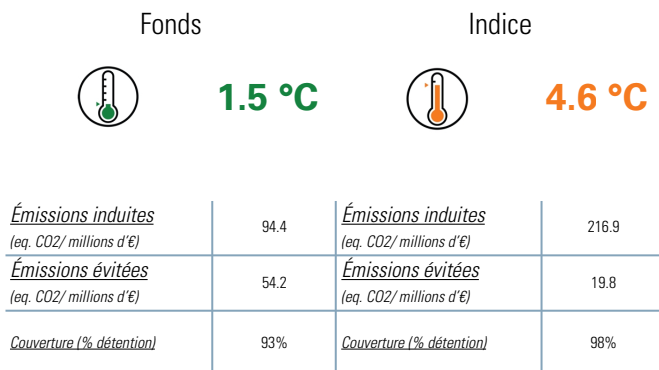 Fonds Indice
1.5 °C 4.6 °C
Émissions induites 94.4 Émissions induites 216.9
(eq. CO2/ millions d'€) (eq. CO2/ millions d'€)
Émissions évitées 54.2 Émissions évitées 19.8
(eq. CO2/ millions d'€) (eq. CO2/ millions d'€)
Couverture (% détention) 93% Couverture (% détention) 98%